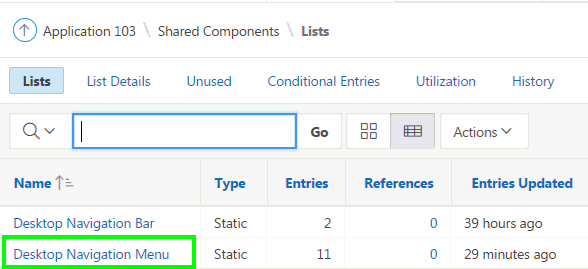 Application 103 \ Shared Components \ Lists
Lists List Details Unused Conditional Entries Utilization History
Go Actions
Name Type Entries References Entries Updated
Desktop Navigation Bar Static 2 0 39 hours ago
Desktop Navigation Menu Static 11 0 29 minutes ago